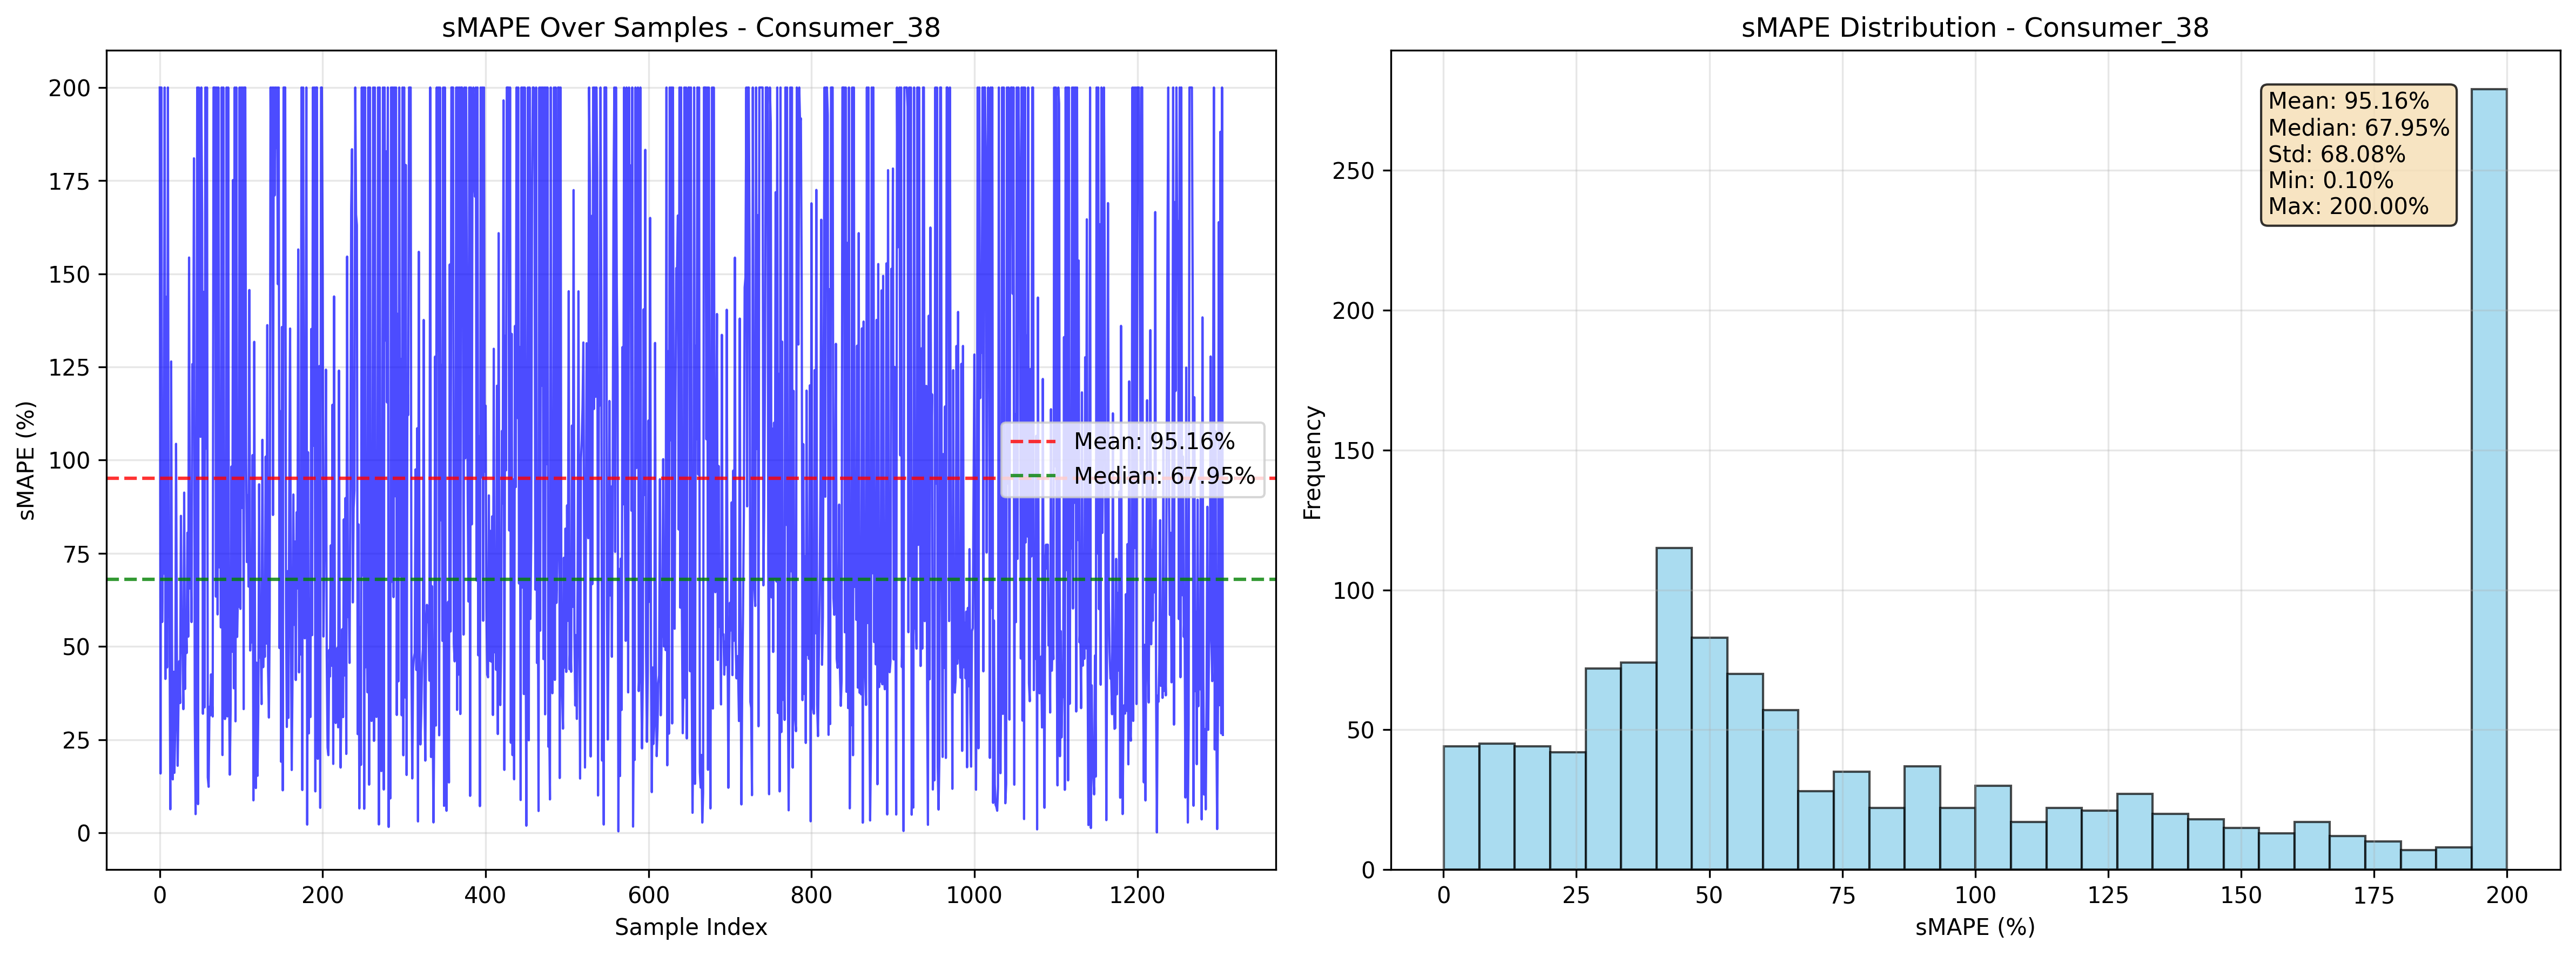 sMAPE Over Samples - Consumer_38
sMAPE (%)
200
175
150
125
100
75
50
25
0
Mean: 95.16%
Median: 67.95%
0
200
400
600
800
1000
1200
Sample Index
sMAPE Distribution - Consumer_38
Frequency
250
200
150
100
50
0
Mean: 95.16%
Median: 67.95%
Std: 68.08%
Min: 0.10%
Max: 200.00%
0
25
50
75
100
125
150
175
200
sMAPE (%)